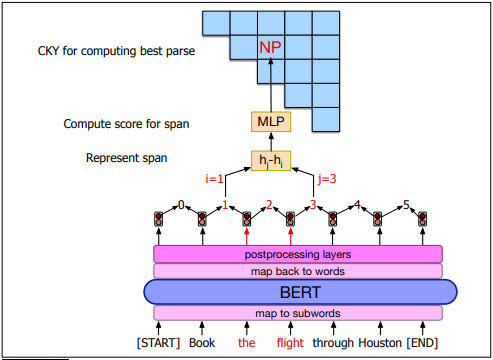 CKY for computing best parse
NP
Compute score for span
MLP
Represent span
hj-hi
i=1
j=3
0 1 2 3 4 5
postprocessing layers
map back to words
BERT
map to subwords
[START] Book the flight through Houston [END]